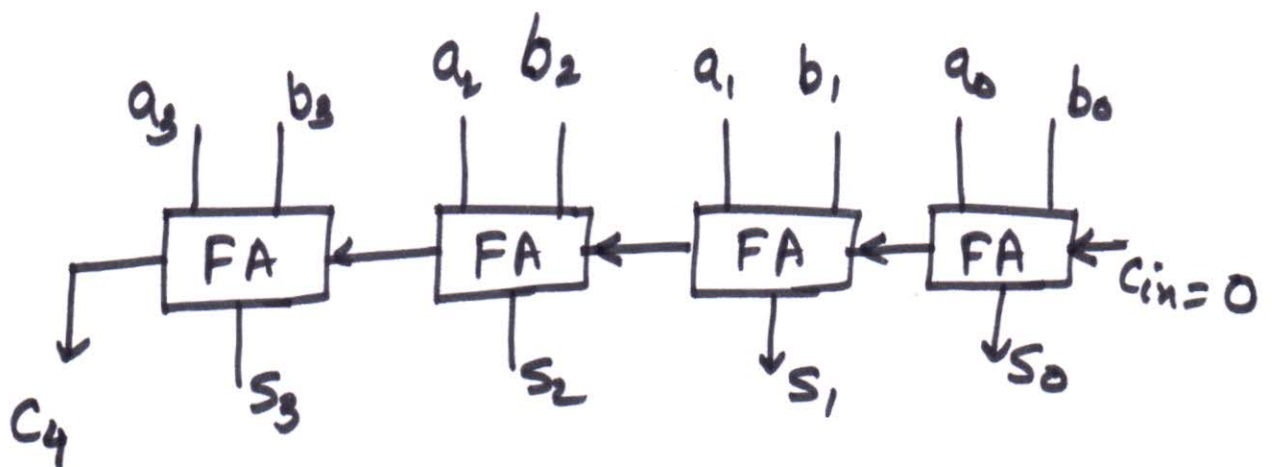 a₃ b₃ a₂ b₂ a₁ b₁ a₀ b₀
FA FA FA FA
Cin = 0
C₄ S₃ S₂ S₁ S₀